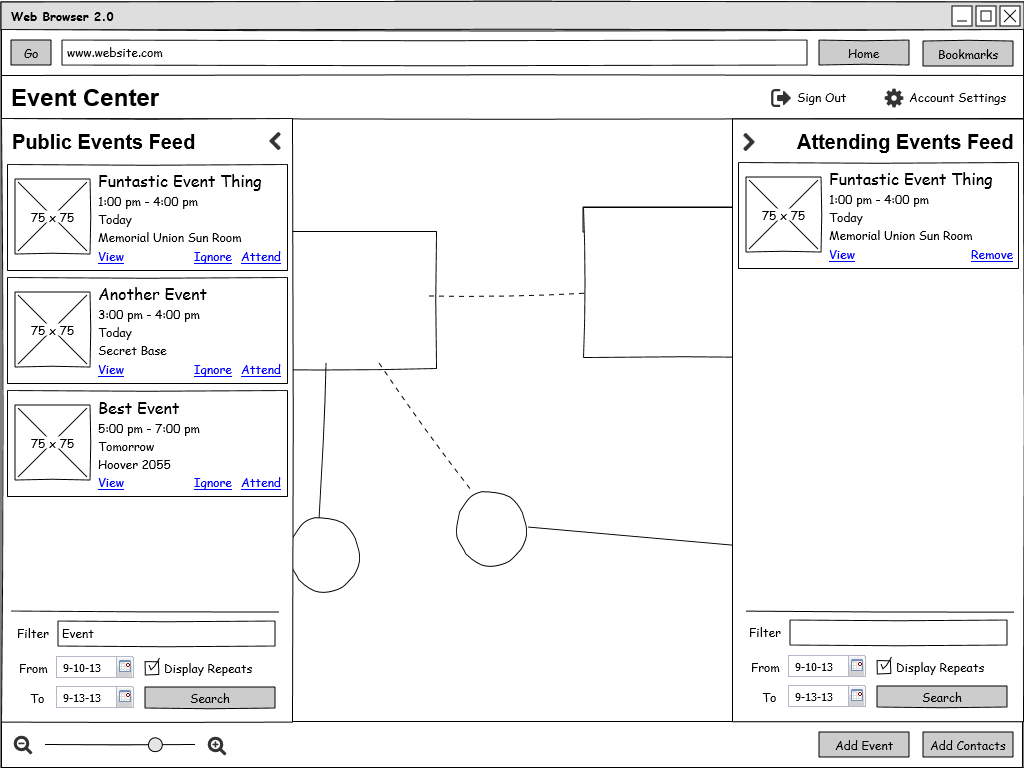 Web Browser 2.0
Go
www.website.com
Home
Bookmarks
Event Center
Sign Out
Account Settings
Public Events Feed
75 x 75
Funtastic Event Thing
1:00 pm - 4:00 pm
Today
Memorial Union Sun Room
View Ignore Attend
75 x 75
Another Event
3:00 pm - 4:00 pm
Today
Secret Base
View Ignore Attend
75 x 75
Best Event
5:00 pm - 7:00 pm
Tomorrow
Hoover 2055
View Ignore Attend
Filter Event
From 9-10-13 Display Repeats
To 9-13-13 Search
Attending Events Feed
75 x 75
Funtastic Event Thing
1:00 pm - 4:00 pm
Today
Memorial Union Sun Room
View Remove
Filter
From 9-10-13 Display Repeats
To 9-13-13 Search
Add Event
Add Contacts